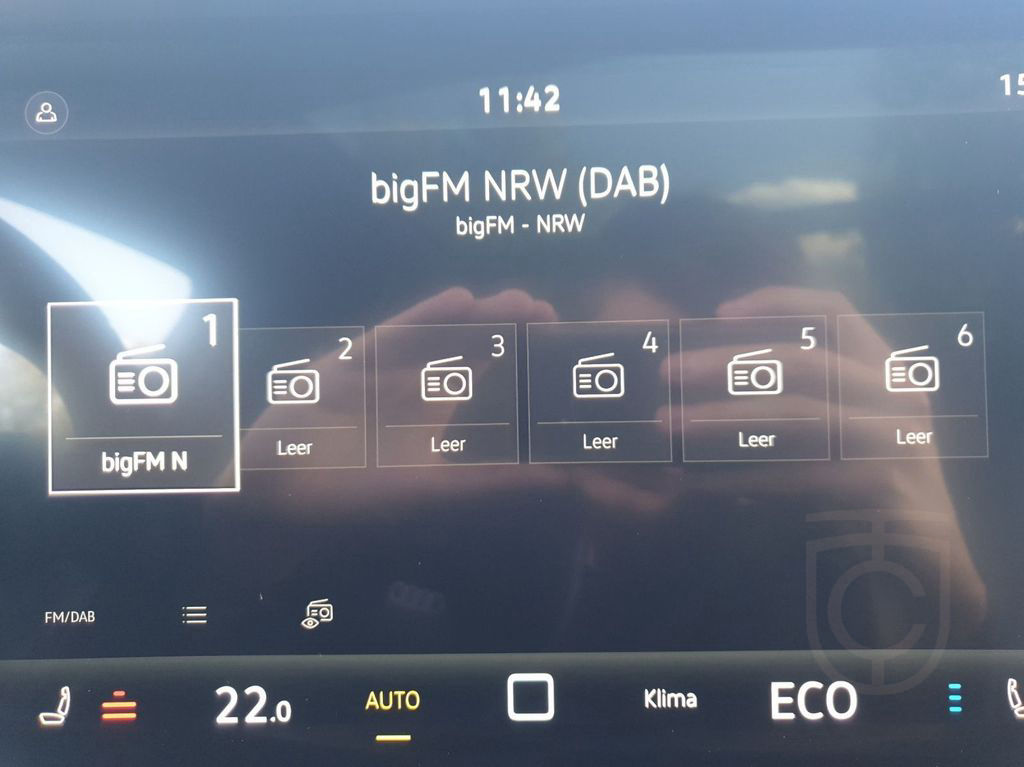 11:42
15
bigFM NRW (DAB)
bigFM - NRW
1
2
3
4
5
6
bigFM N
Leer
Leer
Leer
Leer
Leer
FM/DAB
22.0
AUTO
Klima
ECO